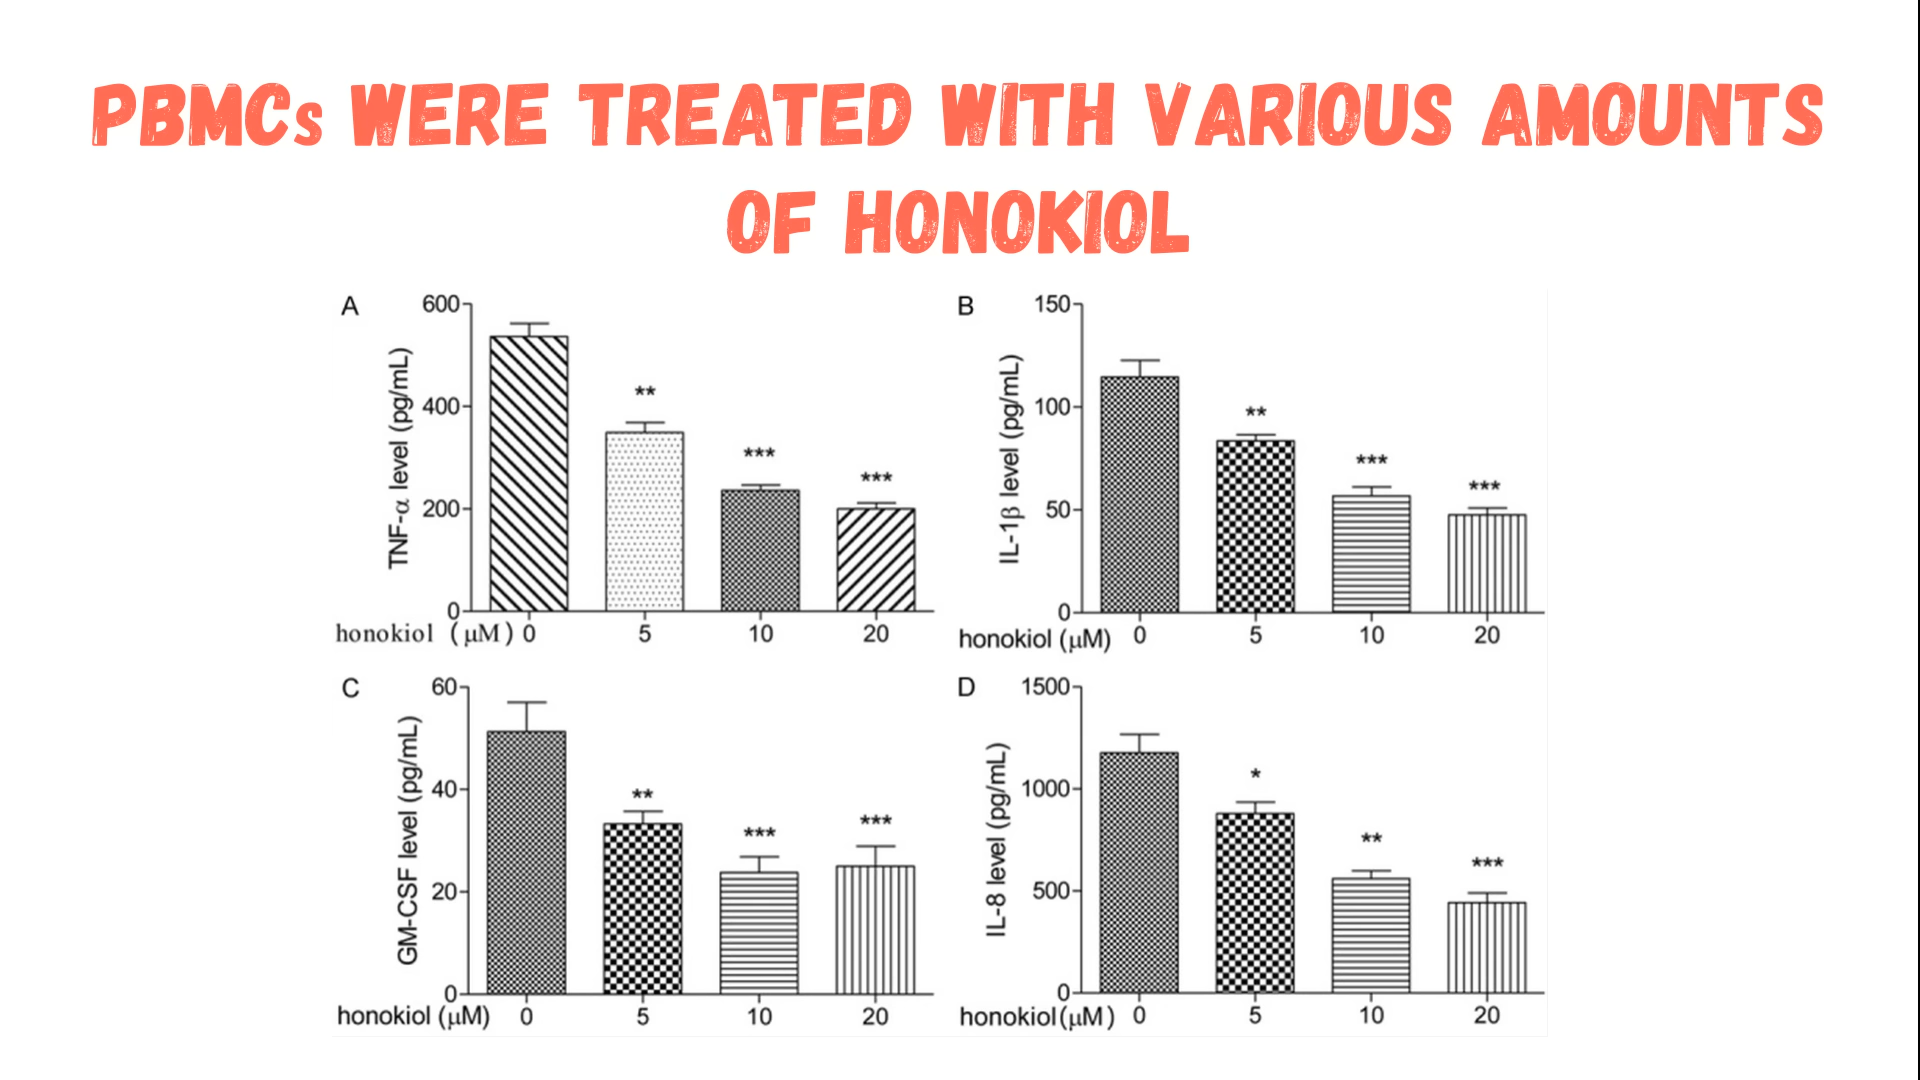 PBMCs WERE TREATED WITH VARIOUS AMOUNTS
OF HONOKIOL
A
TNF-α level (pg/mL)
600
400
200
0
**
***
***
honokiol (μM) 0 5 10 20
B
IL-1β level (pg/mL)
150
100
50
0
**
***
***
honokiol (μM) 0 5 10 20
C
GM-CSF level (pg/mL)
60
40
20
0
**
***
***
honokiol (μM) 0 5 10 20
D
IL-8 level (pg/mL)
1500
1000
500
0
*
**
***
honokiol(μM) 0 5 10 20